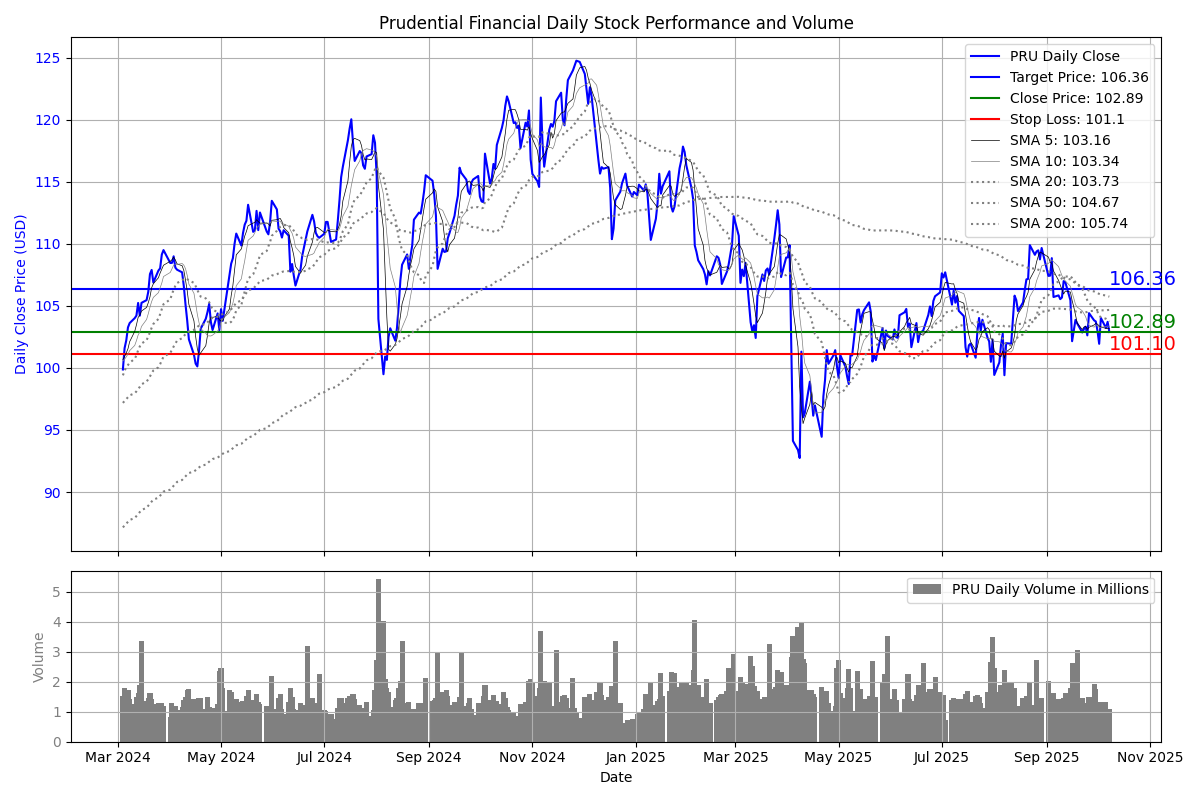 Prudential Financial Daily Stock Performance and Volume
Daily Close Price (USD)
125
120
115
110
105
100
95
90
PRU Daily Close
Target Price: 106.36
Close Price: 102.89
Stop Loss: 101.1
SMA 5: 103.16
SMA 10: 103.34
SMA 20: 103.73
SMA 50: 104.67
SMA 200: 105.74
106.36
102.89
101.10
Volume
5
4
3
2
1
0
PRU Daily Volume in Millions
Mar 2024 May 2024 Jul 2024 Sep 2024 Nov 2024 Jan 2025 Mar 2025 May 2025 Jul 2025 Sep 2025 Nov 2025
Date